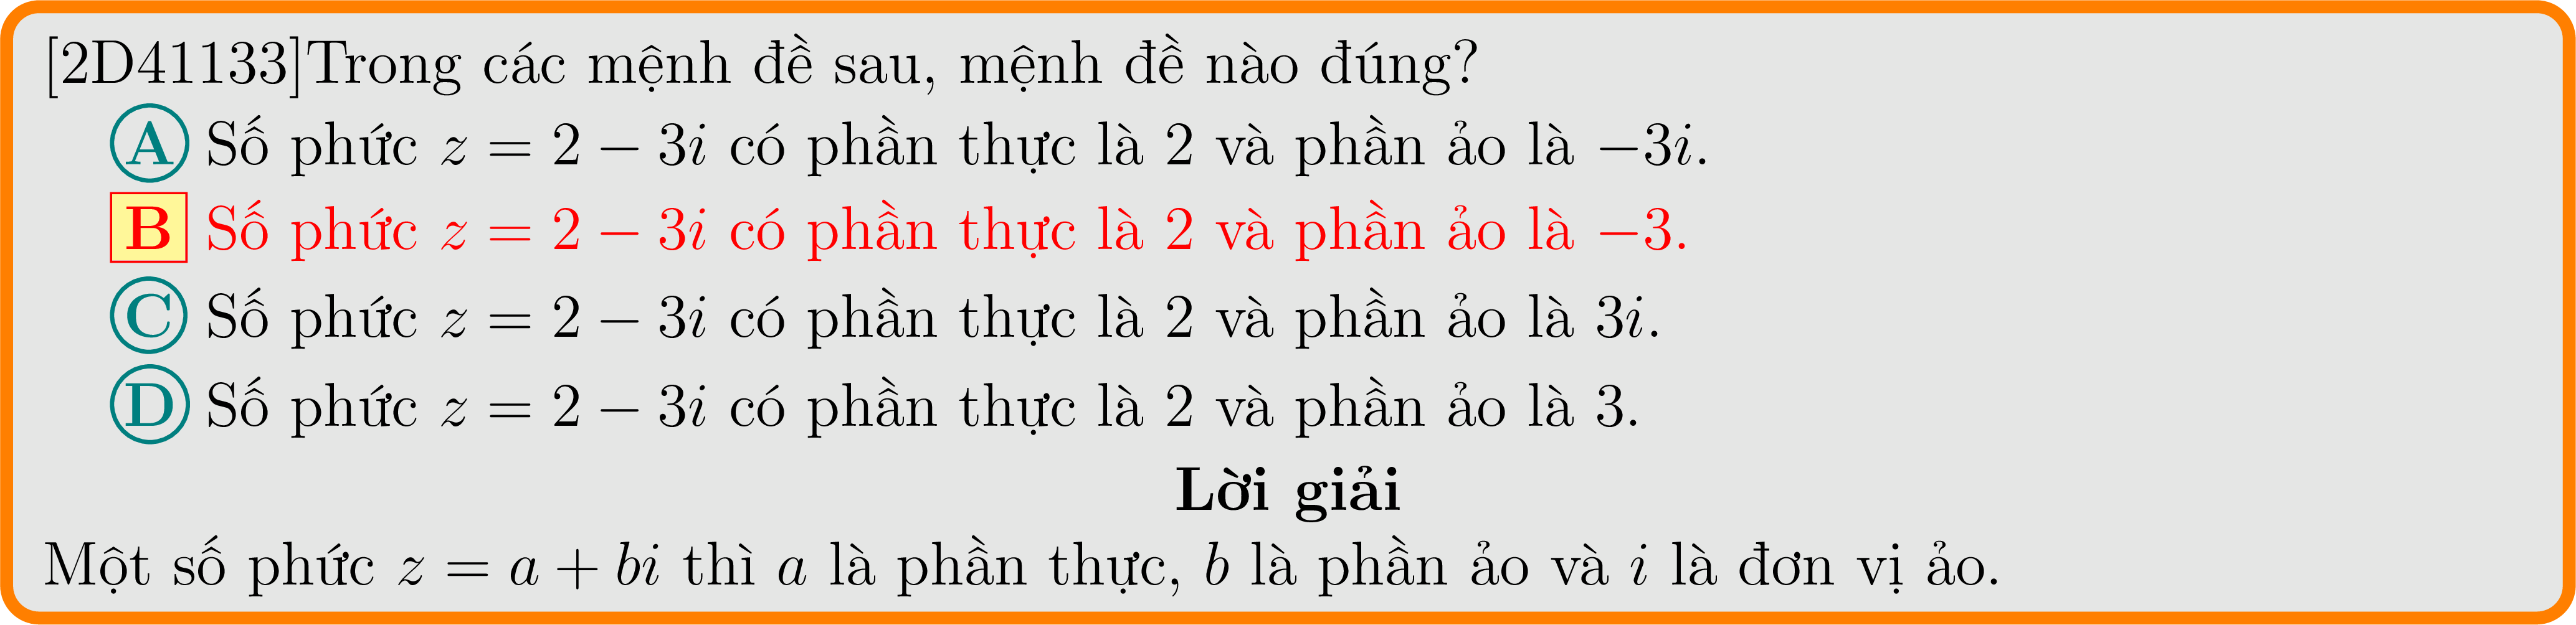 [2D41133]Trong các mệnh đề sau, mệnh đề nào đúng?
A Số phức z = 2 − 3i có phần thực là 2 và phần ảo là −3i.
B Số phức z = 2 − 3i có phần thực là 2 và phần ảo là −3.
C Số phức z = 2 − 3i có phần thực là 2 và phần ảo là 3i.
D Số phức z = 2 − 3i có phần thực là 2 và phần ảo là 3.
Lời giải
Một số phức z = a + bi thì a là phần thực, b là phần ảo và i là đơn vị ảo.